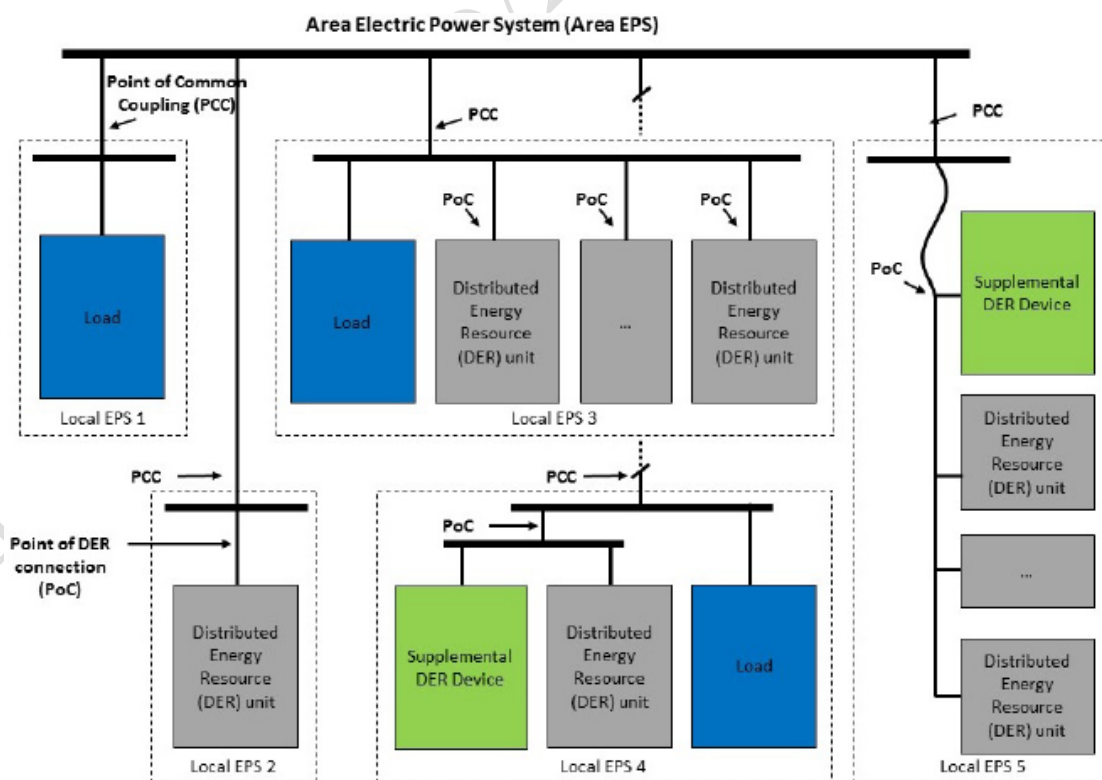 Area Electric Power System (Area EPS)
Point of Common
Coupling (PCC)
PCC
PCC
Load
Local EPS 1
PoC
PoC
PoC
Load
Distributed
Energy
Resource
(DER) unit
...
Distributed
Energy
Resource
(DER) unit
Local EPS 3
PoC
Supplemental
DER Device
Distributed
Energy
Resource
(DER) unit
...
Distributed
Energy
Resource
(DER) unit
Local EPS 5
PCC
Point of DER
connection
(PoC)
Distributed
Energy
Resource
(DER) unit
Local EPS 2
PCC
PoC
Supplemental
DER Device
Distributed
Energy
Resource
(DER) unit
Load
Local EPS 4